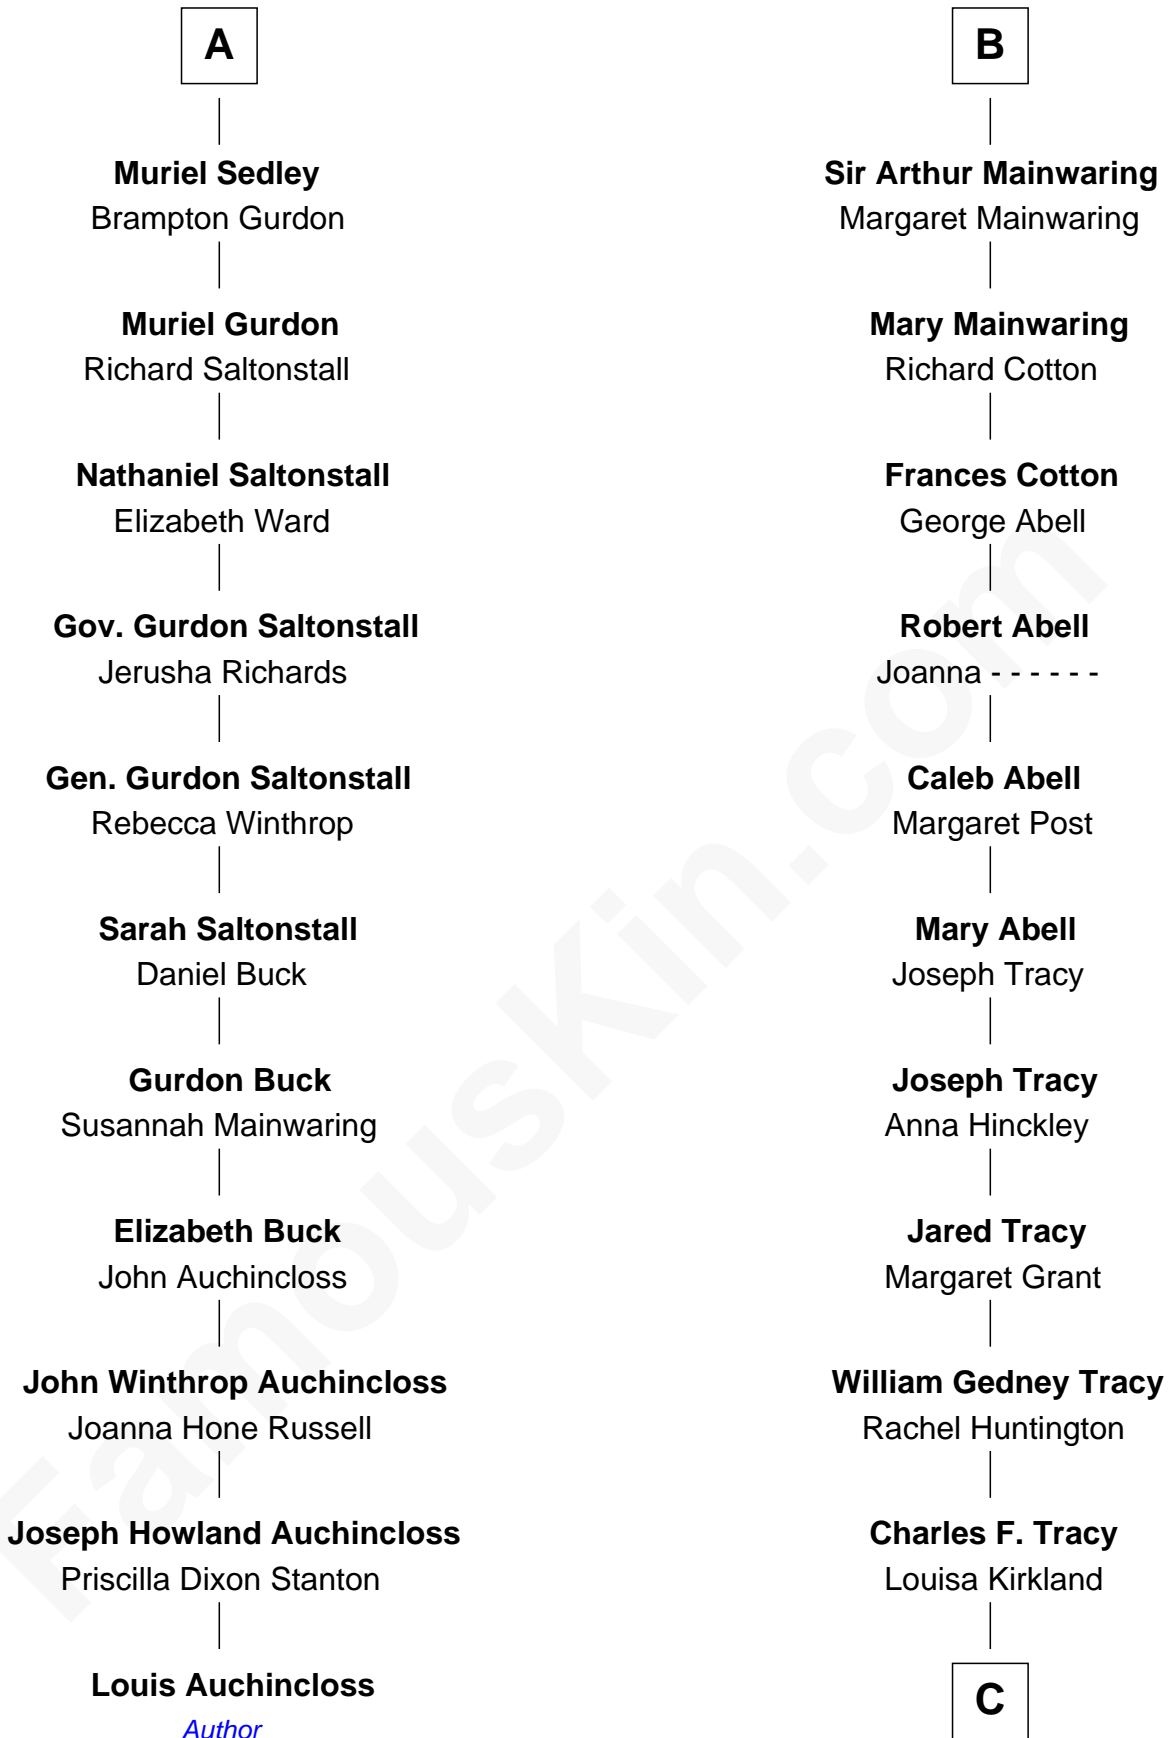 A
Muriel Sedley
Brampton Gurdon
Muriel Gurdon
Richard Saltonstall
Nathaniel Saltonstall
Elizabeth Ward
Gov. Gurdon Saltonstall
Jerusha Richards
Gen. Gurdon Saltonstall
Rebecca Winthrop
Sarah Saltonstall
Daniel Buck
Gurdon Buck
Susannah Mainwaring
Elizabeth Buck
John Auchincloss
John Winthrop Auchincloss
Joanna Hone Russell
Joseph Howland Auchincloss
Priscilla Dixon Stanton
Louis Auchincloss
Author
B
Sir Arthur Mainwaring
Margaret Mainwaring
Mary Mainwaring
Richard Cotton
Frances Cotton
George Abell
Robert Abell
Joanna - - - - - -
Caleb Abell
Margaret Post
Mary Abell
Joseph Tracy
Joseph Tracy
Anna Hinckley
Jared Tracy
Margaret Grant
William Gedney Tracy
Rachel Huntington
Charles F. Tracy
Louisa Kirkland
C
FamousKin.com